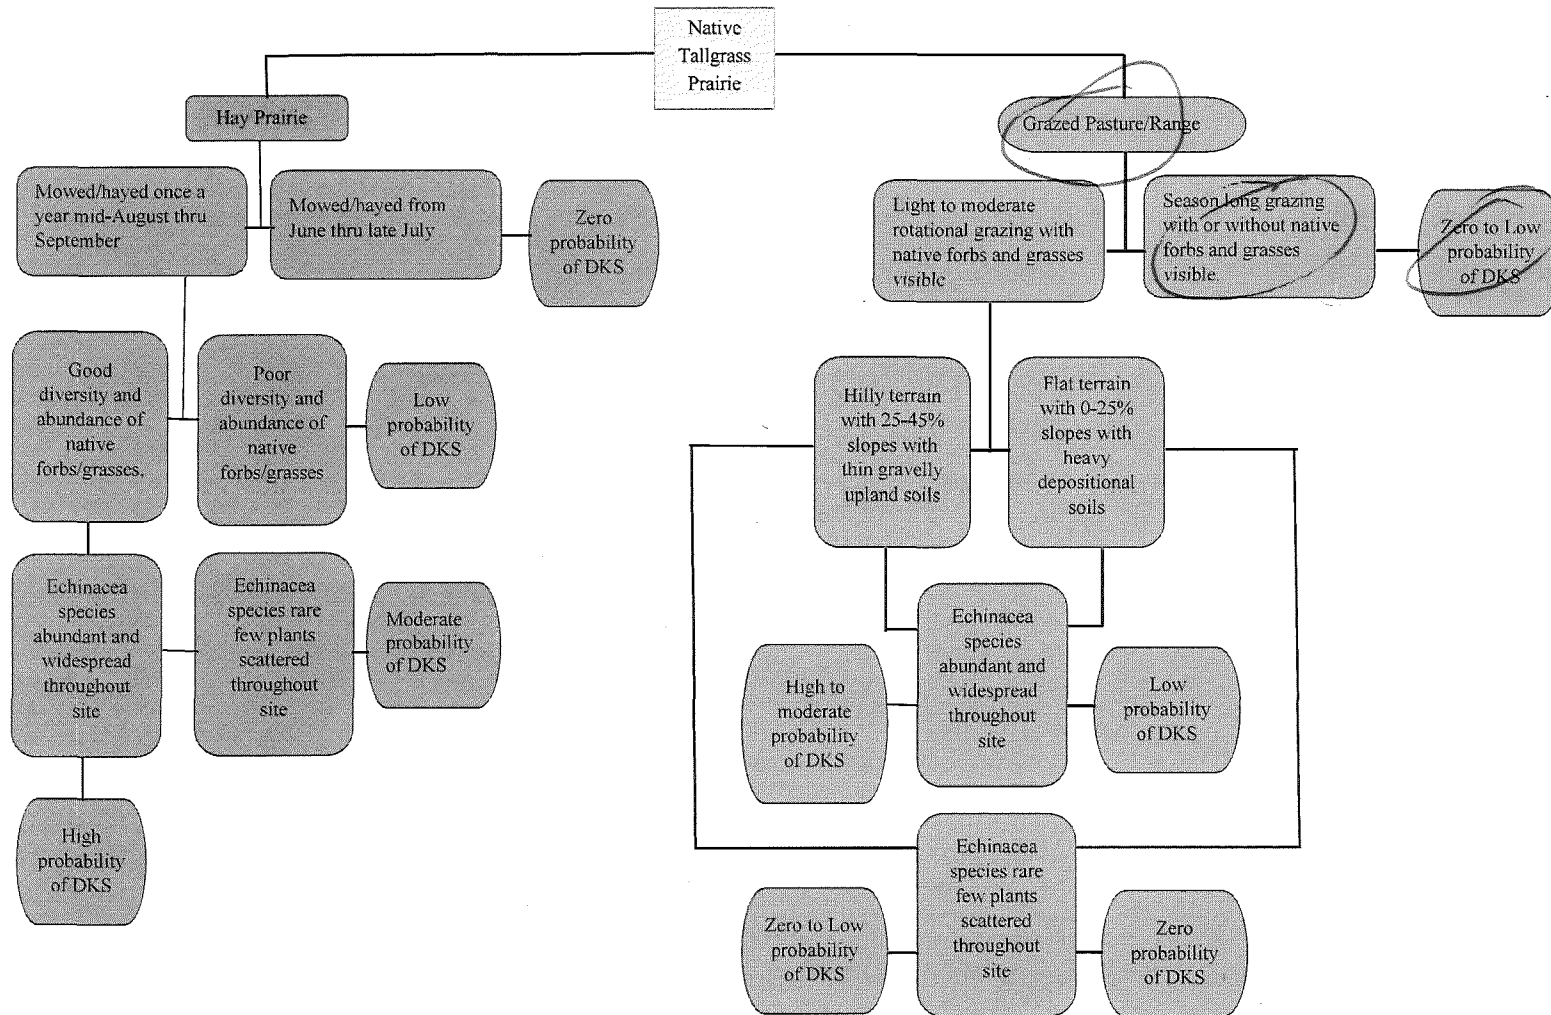 Native
Tallgrass
Prairie
Hay Prairie
Grazed Pasture/Range
Mowed/hayed once a
year mid-August thru
September
Mowed/hayed from
June thru late July
Zero
probability
of DKS
Light to moderate
rotational grazing with
native forbs and grasses
visible
Season long grazing
with or without native
forbs and grasses
visible.
Zero to Low
probability
of DKS
Good
diversity and
abundance of
native
forbs/grasses,
Poor
diversity and
abundance of
native
forbs/grasses
Low
probability
of DKS
Hilly terrain
with 25-45%
slopes with
thin gravelly
upland soils
Flat terrain
with 0-25%
slopes with
heavy
depositional
soils
Echinacea
species
abundant and
widespread
throughout
site
Echinacea
species rare
few plants
scattered
throughout
site
Moderate
probability
of DKS
Echinacea
species
abundant and
widespread
throughout
site
High to
moderate
probability
of DKS
Low
probability
of DKS
High
probability
of DKS
Echinacea
species rare
few plants
scattered
throughout
site
Zero to Low
probability
of DKS
Zero
probability
of DKS